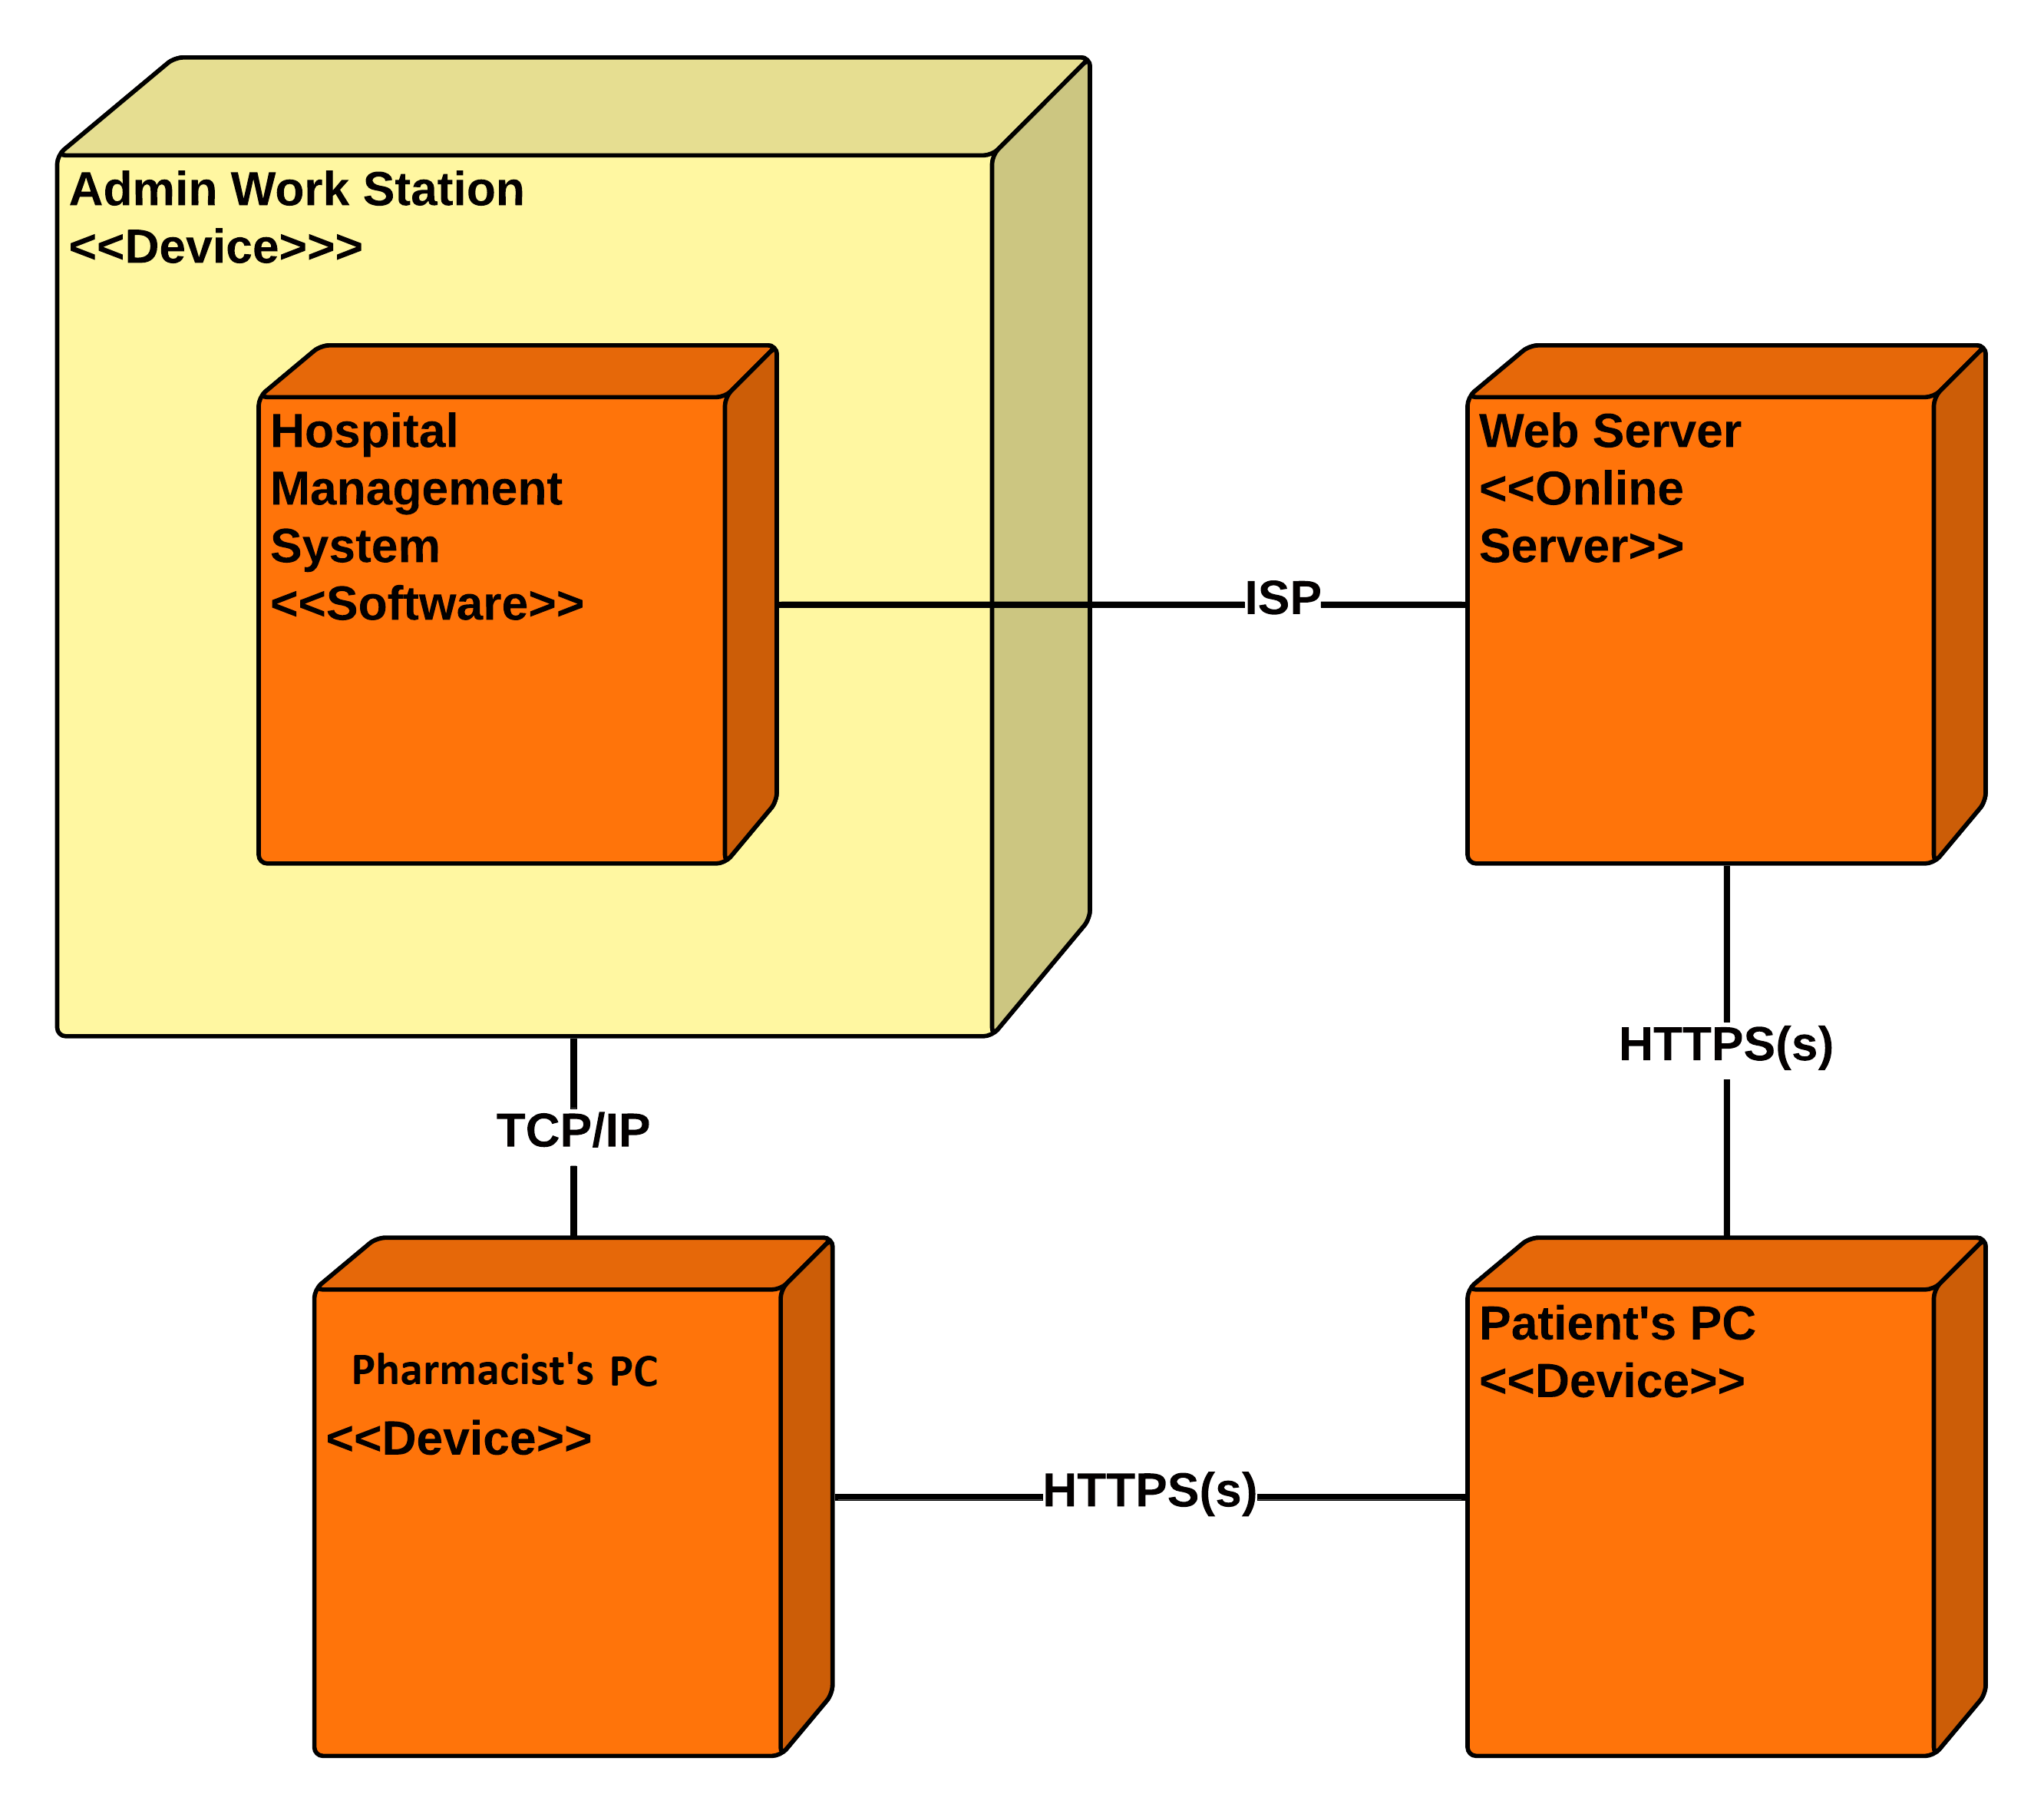 Admin Work Station
<<Device>>>
Hospital
Management
System
<<Software>>
ISP
Web Server
<<Online
Server>>
HTTPS(s)
TCP/IP
Pharmacist's PC
<<Device>>
HTTPS(s)
Patient's PC
<<Device>>